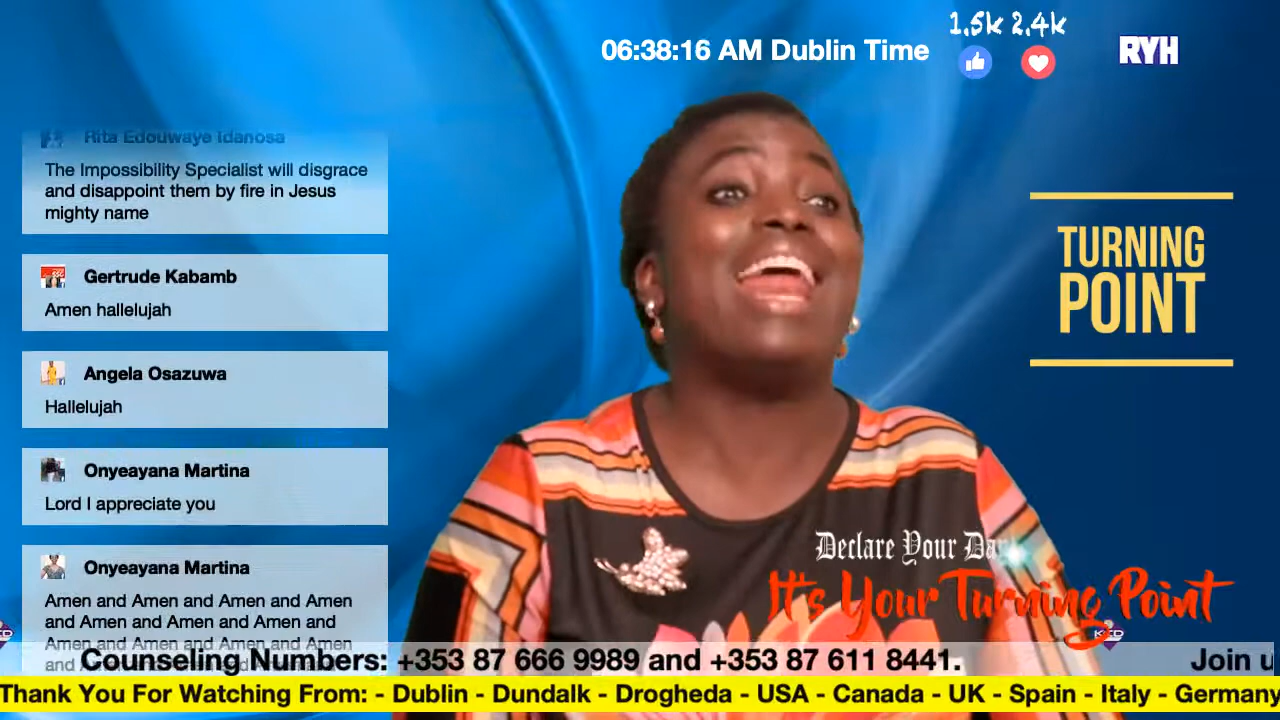 1.5k 2.4k
06:38:16 AM Dublin Time
RYH
Rita Edouwaye Idahosa
The Impossibility Specialist will disgrace
and disappoint them by fire in Jesus
mighty name
Gertrude Kabamb
Amen hallelujah
Angela Osazuwa
Hallelujah
Onyeayana Martina
Lord I appreciate you
Onyeayana Martina
Amen and Amen and Amen and Amen
and Amen and Amen and Amen and
Amen and Amen and Amen and Amen
and
TURNING
POINT
Declare Your
It's Your Turning Point
Counseling Numbers: +353 87 666 9989 and +353 87 611 8441.
Join
Thank You For Watching From: - Dublin - Dundalk - Drogheda - USA - Canada - UK - Spain - Italy - Germany